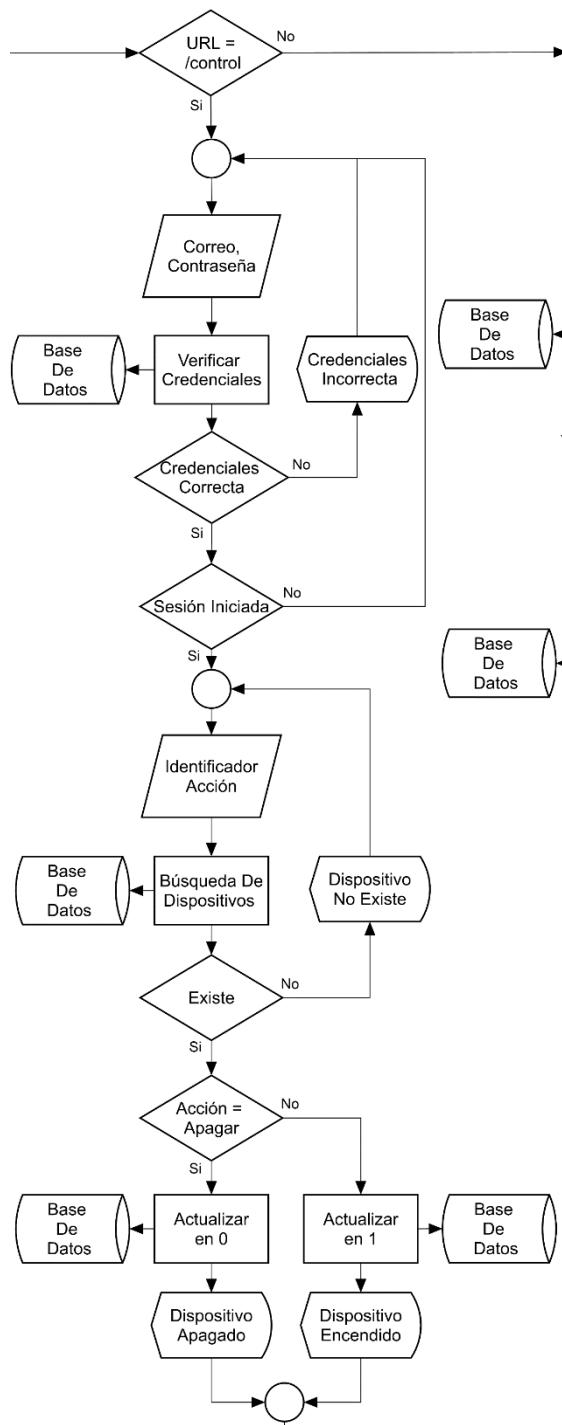 URL =
/control
No
Si
Correo,
Contraseña
Base
De
Datos
Verificar
Credenciales
Credenciales
Incorrecta
Base
De
Datos
Credenciales
Correcta
No
Si
Sesión Iniciada
No
Si
Base
De
Datos
Identificador
Acción
Base
De
Datos
Búsqueda De
Dispositivos
Dispositivo
No Existe
Existe
No
Si
Acción =
Apagar
No
Si
Base
De
Datos
Actualizar
en 0
Actualizar
en 1
Base
De
Datos
Dispositivo
Apagado
Dispositivo
Encendido